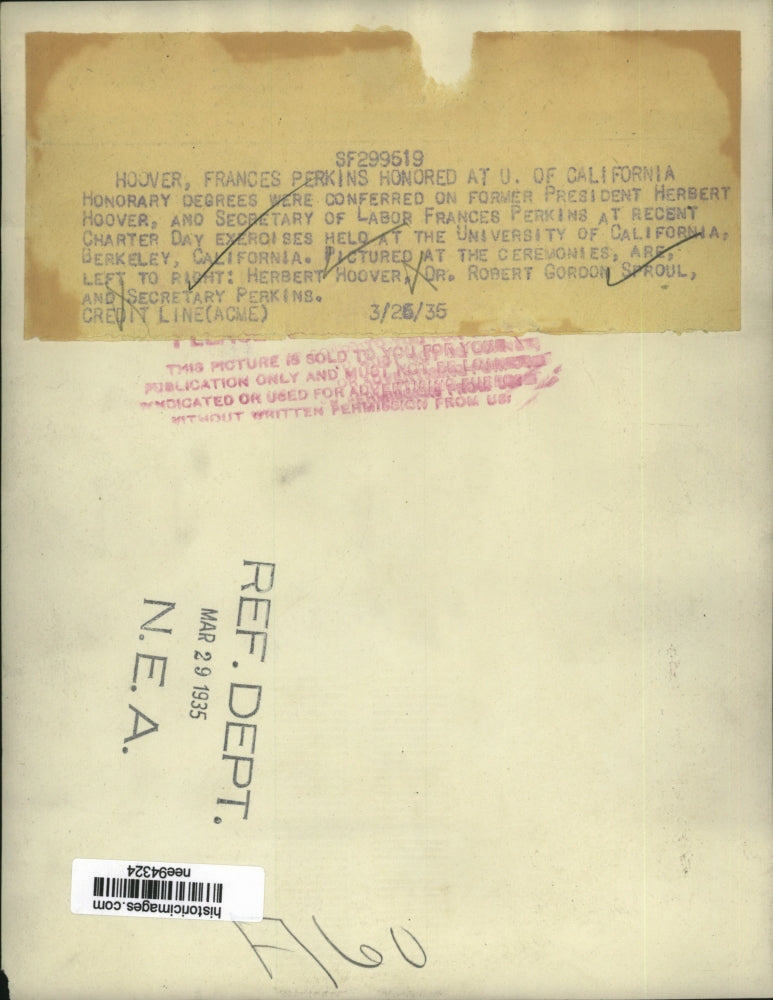 SF299619
HOOVER, FRANCES PERKINS HONORED AT U. OF CALIFORNIA
HONORARY DEGREES WERE CONFERRED ON FORMER PRESIDENT HERBERT
HOOVER, AND SECRETARY OF LABOR FRANCES PERKINS AT RECENT
CHARTER DAY EXERCISES HELD AT THE UNIVERSITY OF CALIFORNIA,
BERKELEY, CALIFORNIA. PICTURED AT THE CEREMONIES, ARE,
LEFT TO RIGHT: HERBERT HOOVER, DR. ROBERT GORDON SPROUL,
AND SECRETARY PERKINS.
CREDIT LINE(ACME) 3/26/35
THIS PICTURE IS SOLD TO YOU FOR YOUR
PUBLICATION ONLY AND MUST NOT BE LOANED
SYNDICATED OR USED FOR ADVERTISING PURPOSES
WITHOUT WRITTEN PERMISSION FROM US:
REF. DEPT.
MAR 29 1935
N.E.A.
historicimages.com
nee94324